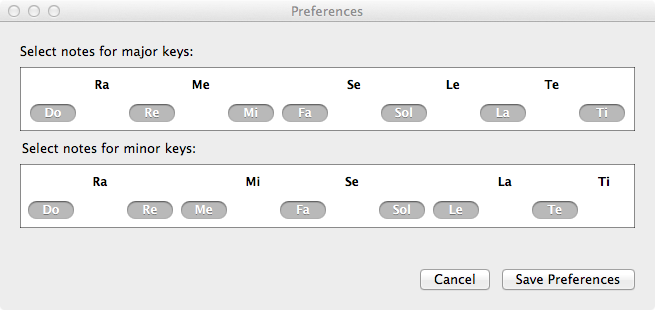 Preferences
Select notes for major keys:
Ra Me Se Le Te
Do Re Mi Fa Sol La Ti
Select notes for minor keys:
Ra Mi Se La Ti
Do Re Me Fa Sol Le Te
Cancel Save Preferences